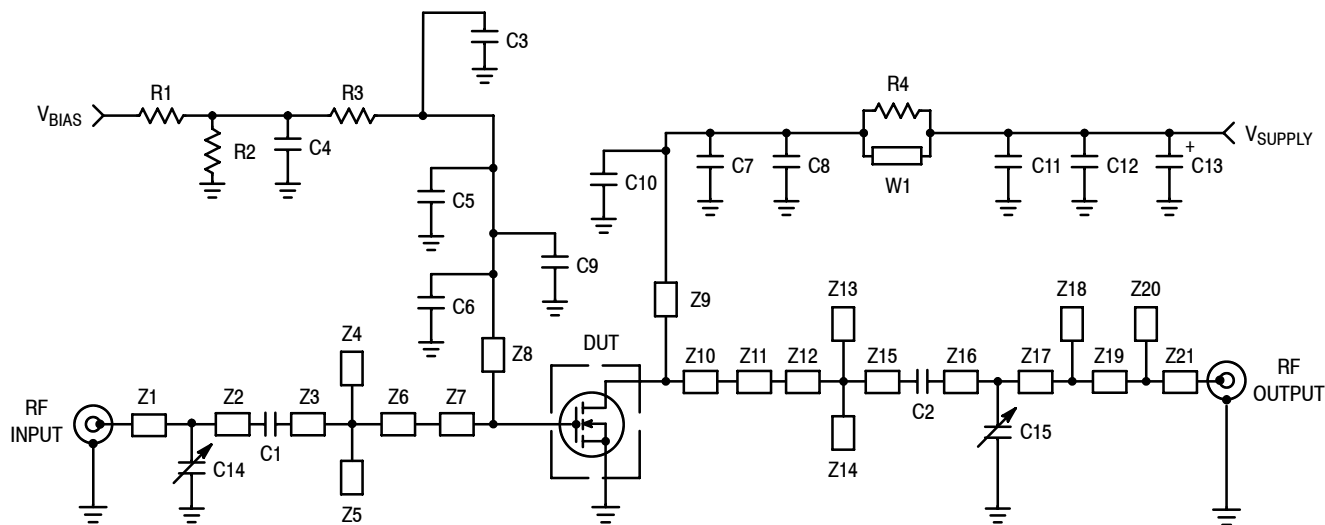 C3
R1
R3
R4
V_BIAS
V_SUPPLY
R2
C4
C10
C7
C8
W1
C11
C12
+
C13
C5
C9
C6
Z9
Z13
Z18
Z20
Z4
Z8
DUT
Z10
Z11
Z12
Z15
Z16
Z17
Z19
Z21
RF
OUTPUT
RF
INPUT
Z1
Z2
Z3
Z6
Z7
C2
C1
C14
Z5
Z14
C15